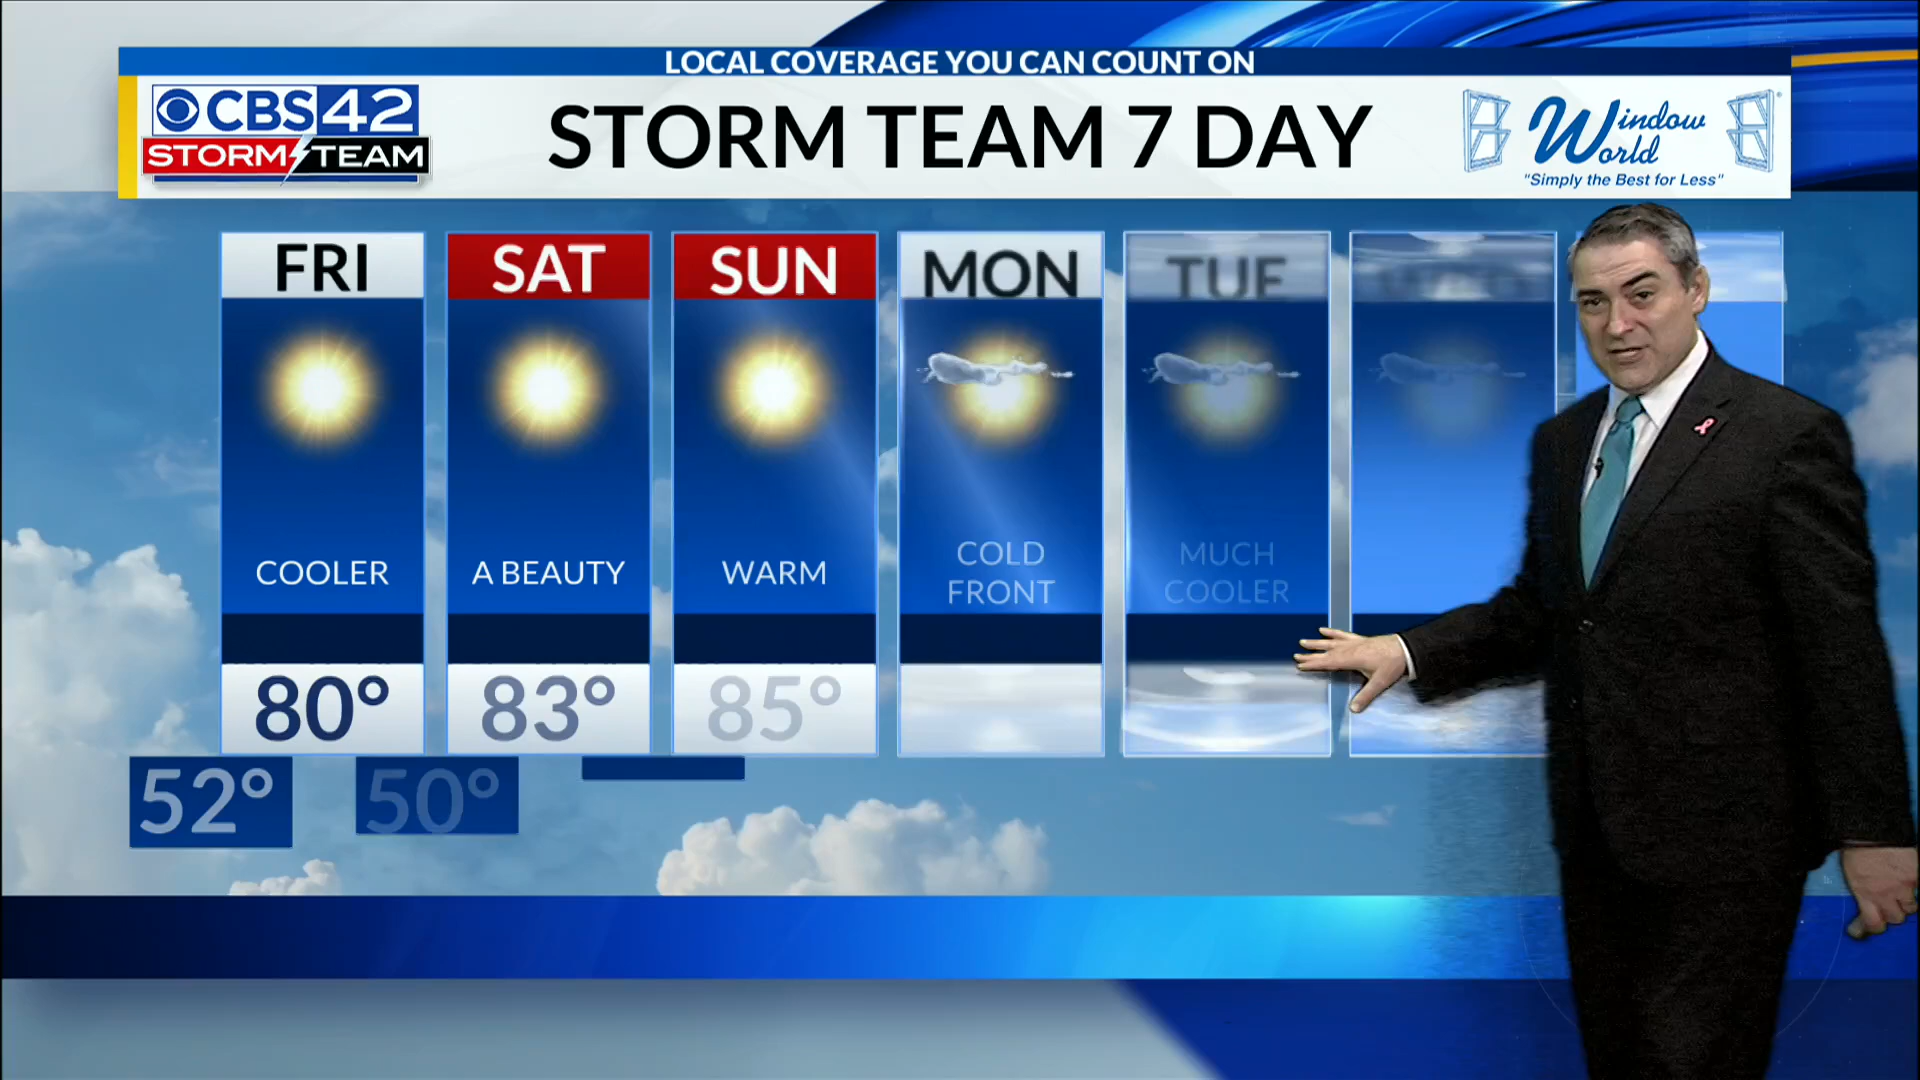 LOCAL COVERAGE YOU CAN COUNT ON
CBS 42
STORM TEAM
STORM TEAM 7 DAY
Window World
"Simply the Best for Less"
FRI
SAT
SUN
MON
TUE
COOLER
A BEAUTY
WARM
COLD FRONT
MUCH COOLER
80°
83°
85°
52°
50°